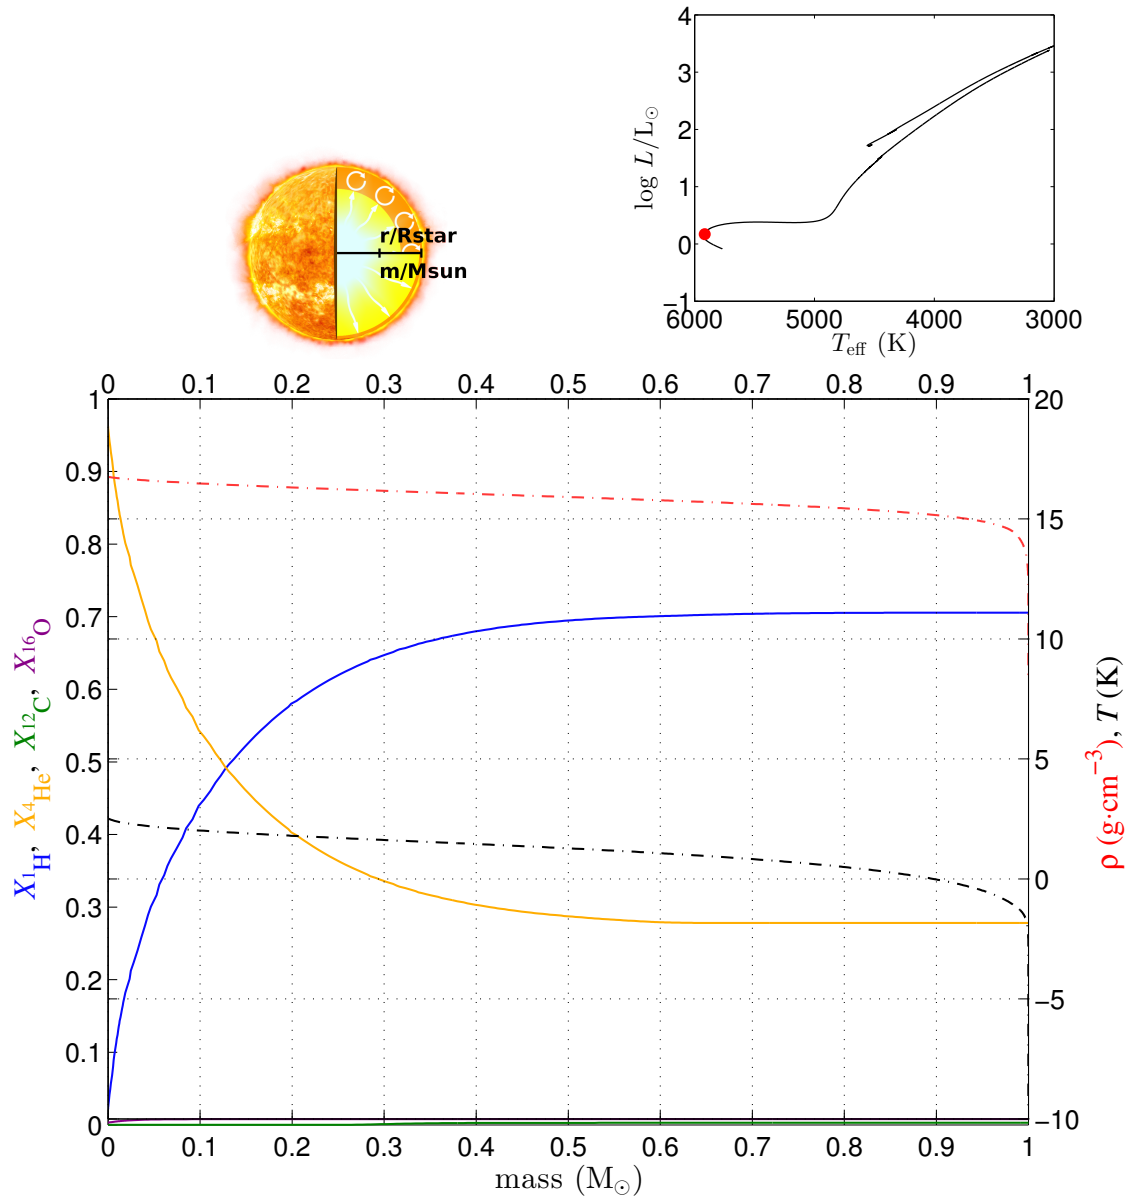 4
3
2
1
0
−1
log L/L☉
6000 5000 4000 3000
Teff (K)
r/Rstar
m/Msun
0 0.1 0.2 0.3 0.4 0.5 0.6 0.7 0.8 0.9 1
1
0.9
0.8
0.7
0.6
0.5
0.4
0.3
0.2
0.1
0
X1H, X4He, X12C, X16O
20
15
10
5
0
−5
−10
ρ (g·cm−3), T (K)
0 0.1 0.2 0.3 0.4 0.5 0.6 0.7 0.8 0.9 1
mass (M☉)